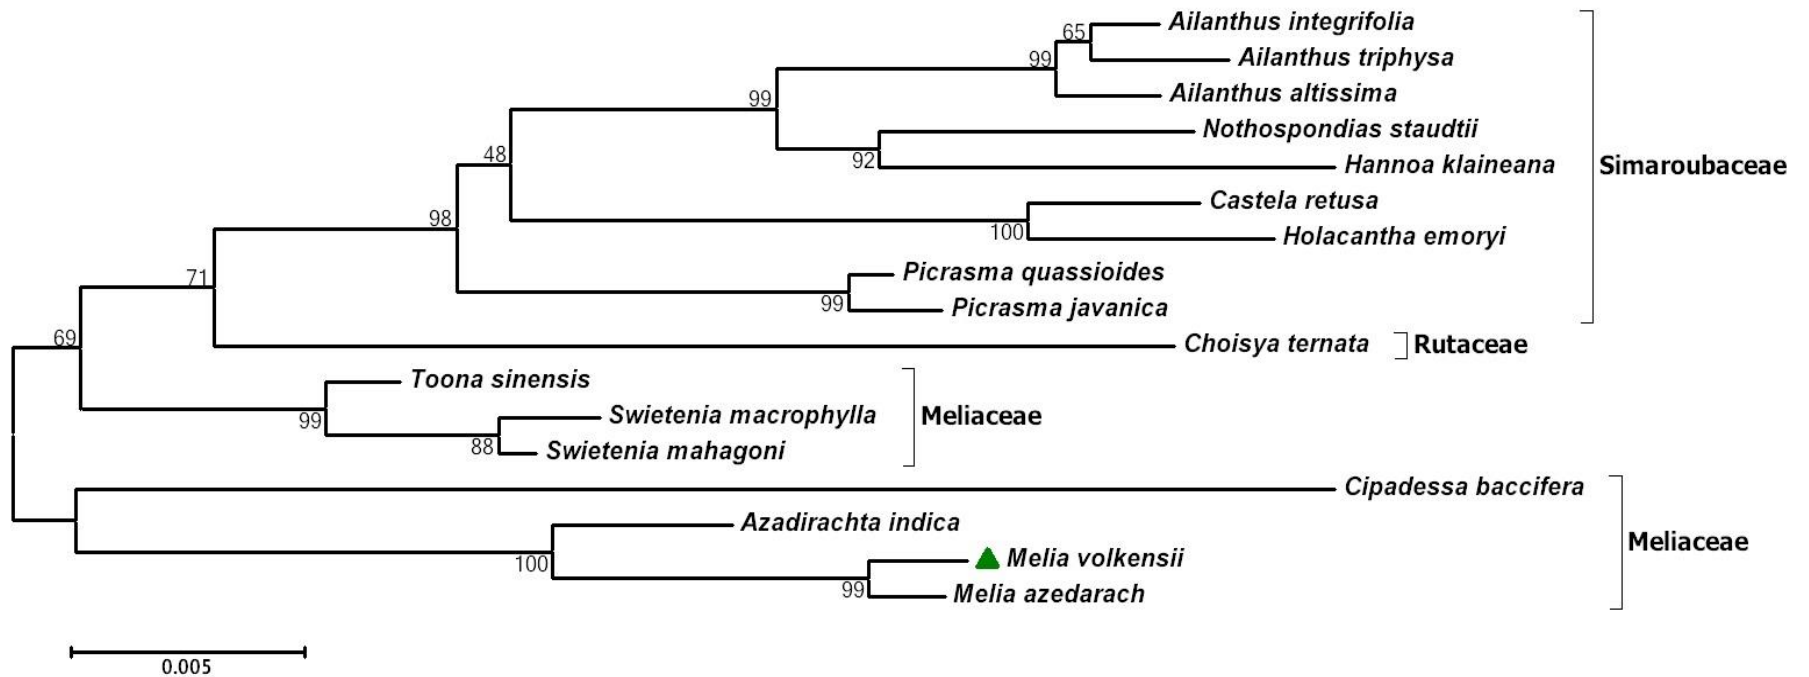 Ailanthus integrifolia
65
Ailanthus triphysa
99
Ailanthus altissima
99
Nothospondias staudtii
48
92
Hannoa klaineana
Simaroubaceae
Castela retusa
98
100
Holacantha emoryi
71
Picrasma quassioides
99
Picrasma javanica
69
Choisya ternata
Rutaceae
Toona sinensis
99
Swietenia macrophylla
Meliaceae
88
Swietenia mahagoni
Cipadessa baccifera
Azadirachta indica
Meliaceae
100
Melia volkensii
99
Melia azedarach
0.005